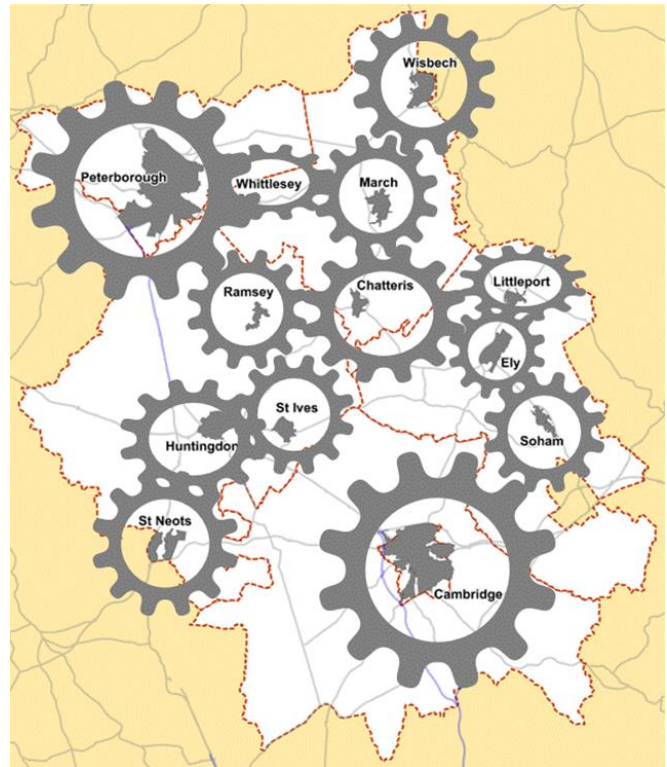 Wisbech
Peterborough
Whittlesey
March
Ramsey
Chatteris
Littleport
Ely
St Ives
Huntingdon
Soham
St Neots
Cambridge